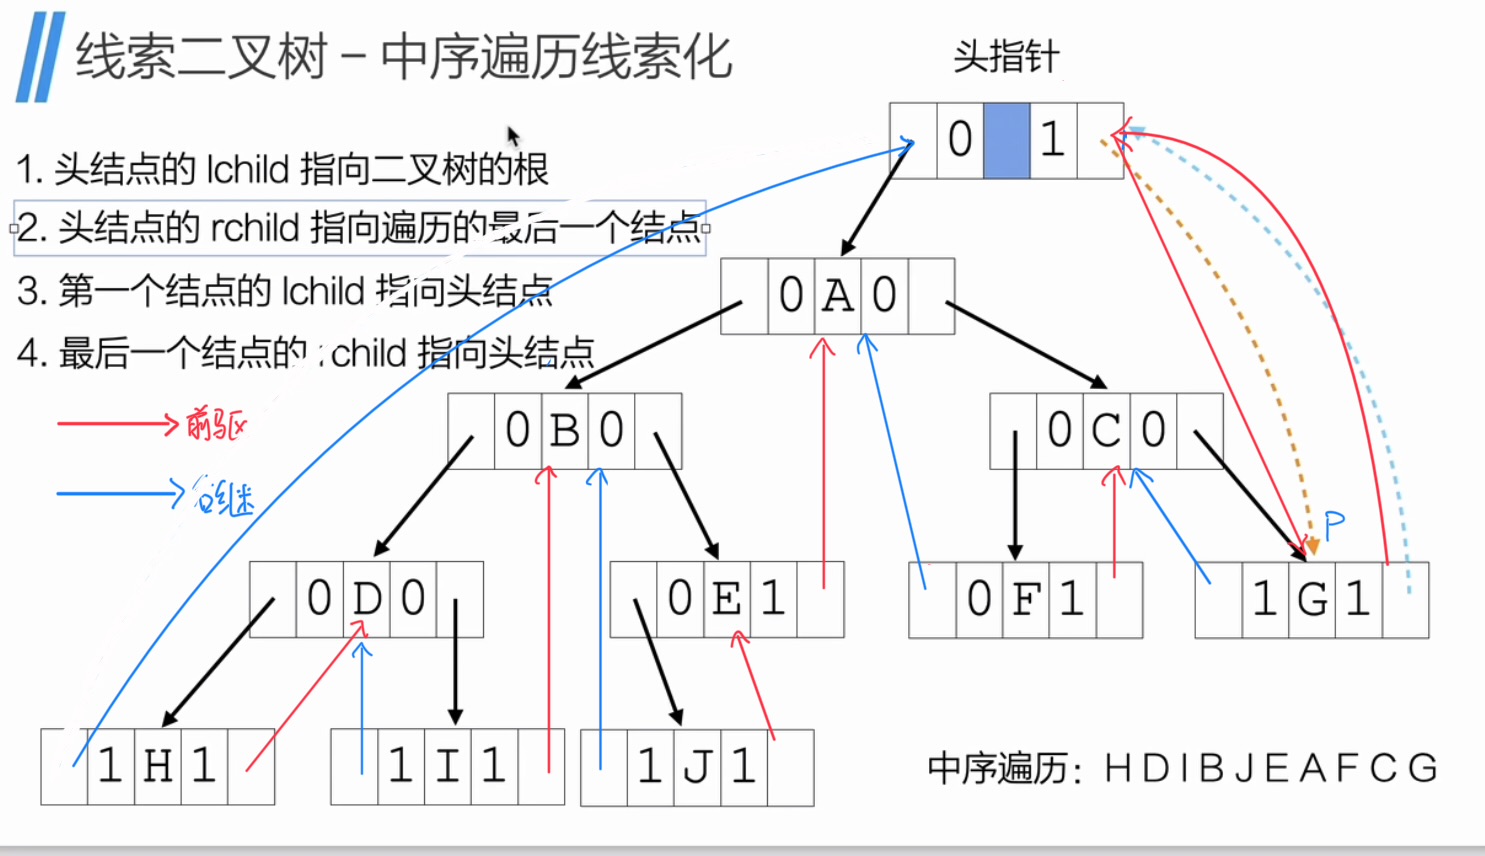 线索二叉树 – 中序遍历线索化
头指针
0 1
1. 头结点的 lchild 指向二叉树的根
2. 头结点的 rchild 指向遍历的最后一个结点
3. 第一个结点的 lchild 指向头结点
4. 最后一个结点的 rchild 指向头结点
前驱
后继
0 A 0
0 B 0
0 C 0
P
0 D 0
0 E 1
0 F 1
1 G 1
1 H 1
1 I 1
1 J 1
中序遍历：H D I B J E A F C G